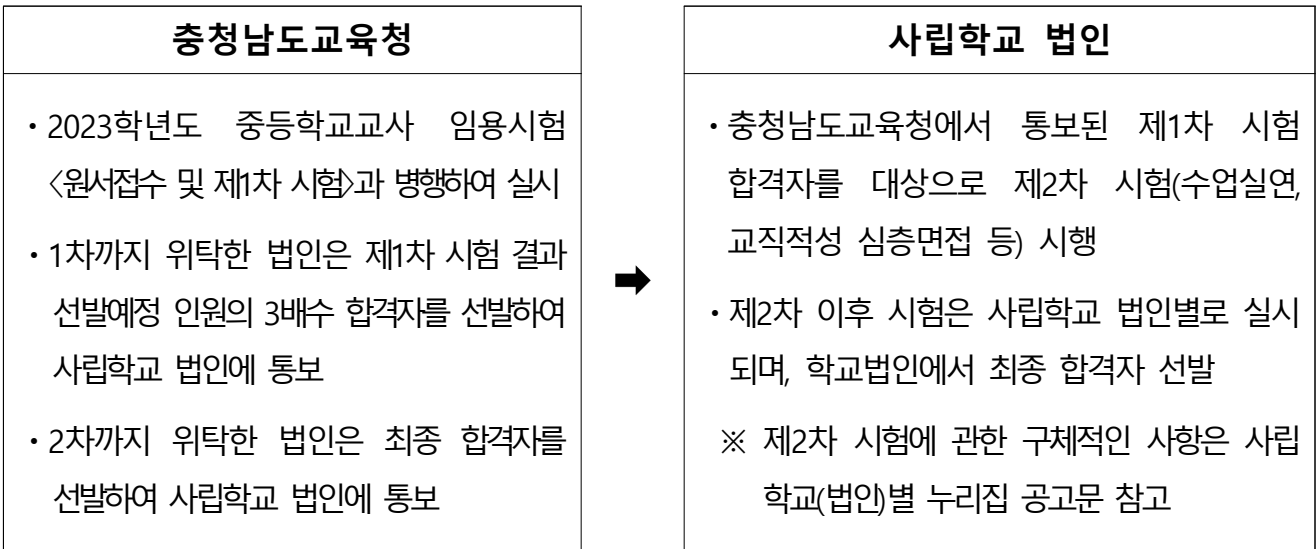 충청남도교육청
・2023학년도 중등학교교사 임용시험
〈원서접수 및 제1차 시험〉과 병행하여 실시
・1차까지 위탁한 법인은 제1차 시험 결과
선발예정 인원의 3배수 합격자를 선발하여
사립학교 법인에 통보
・2차까지 위탁한 법인은 최종 합격자를
선발하여 사립학교 법인에 통보
➡
사립학교 법인
・충청남도교육청에서 통보된 제1차 시험
합격자를 대상으로 제2차 시험(수업실연,
교직적성 심층면접 등) 시행
・제2차 이후 시험은 사립학교 법인별로 실시
되며, 학교법인에서 최종 합격자 선발
※ 제2차 시험에 관한 구체적인 사항은 사립
학교(법인)별 누리집 공고문 참고